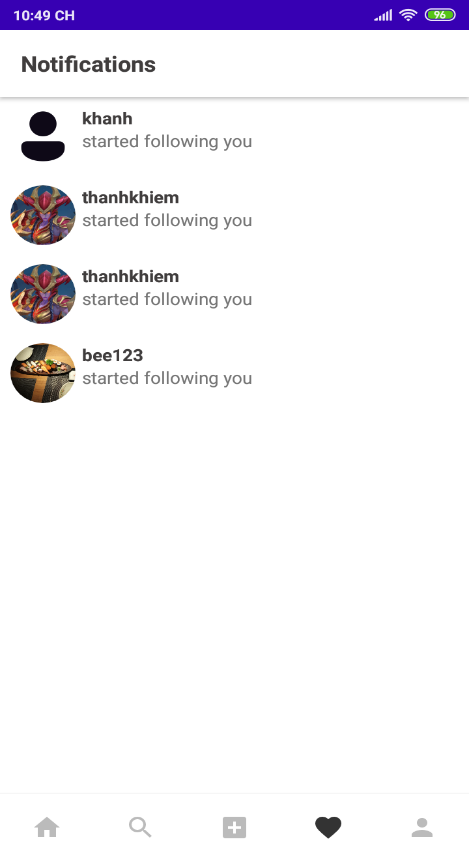 10:49 CH
96
Notifications
khanh
started following you
thanhkhiem
started following you
thanhkhiem
started following you
bee123
started following you